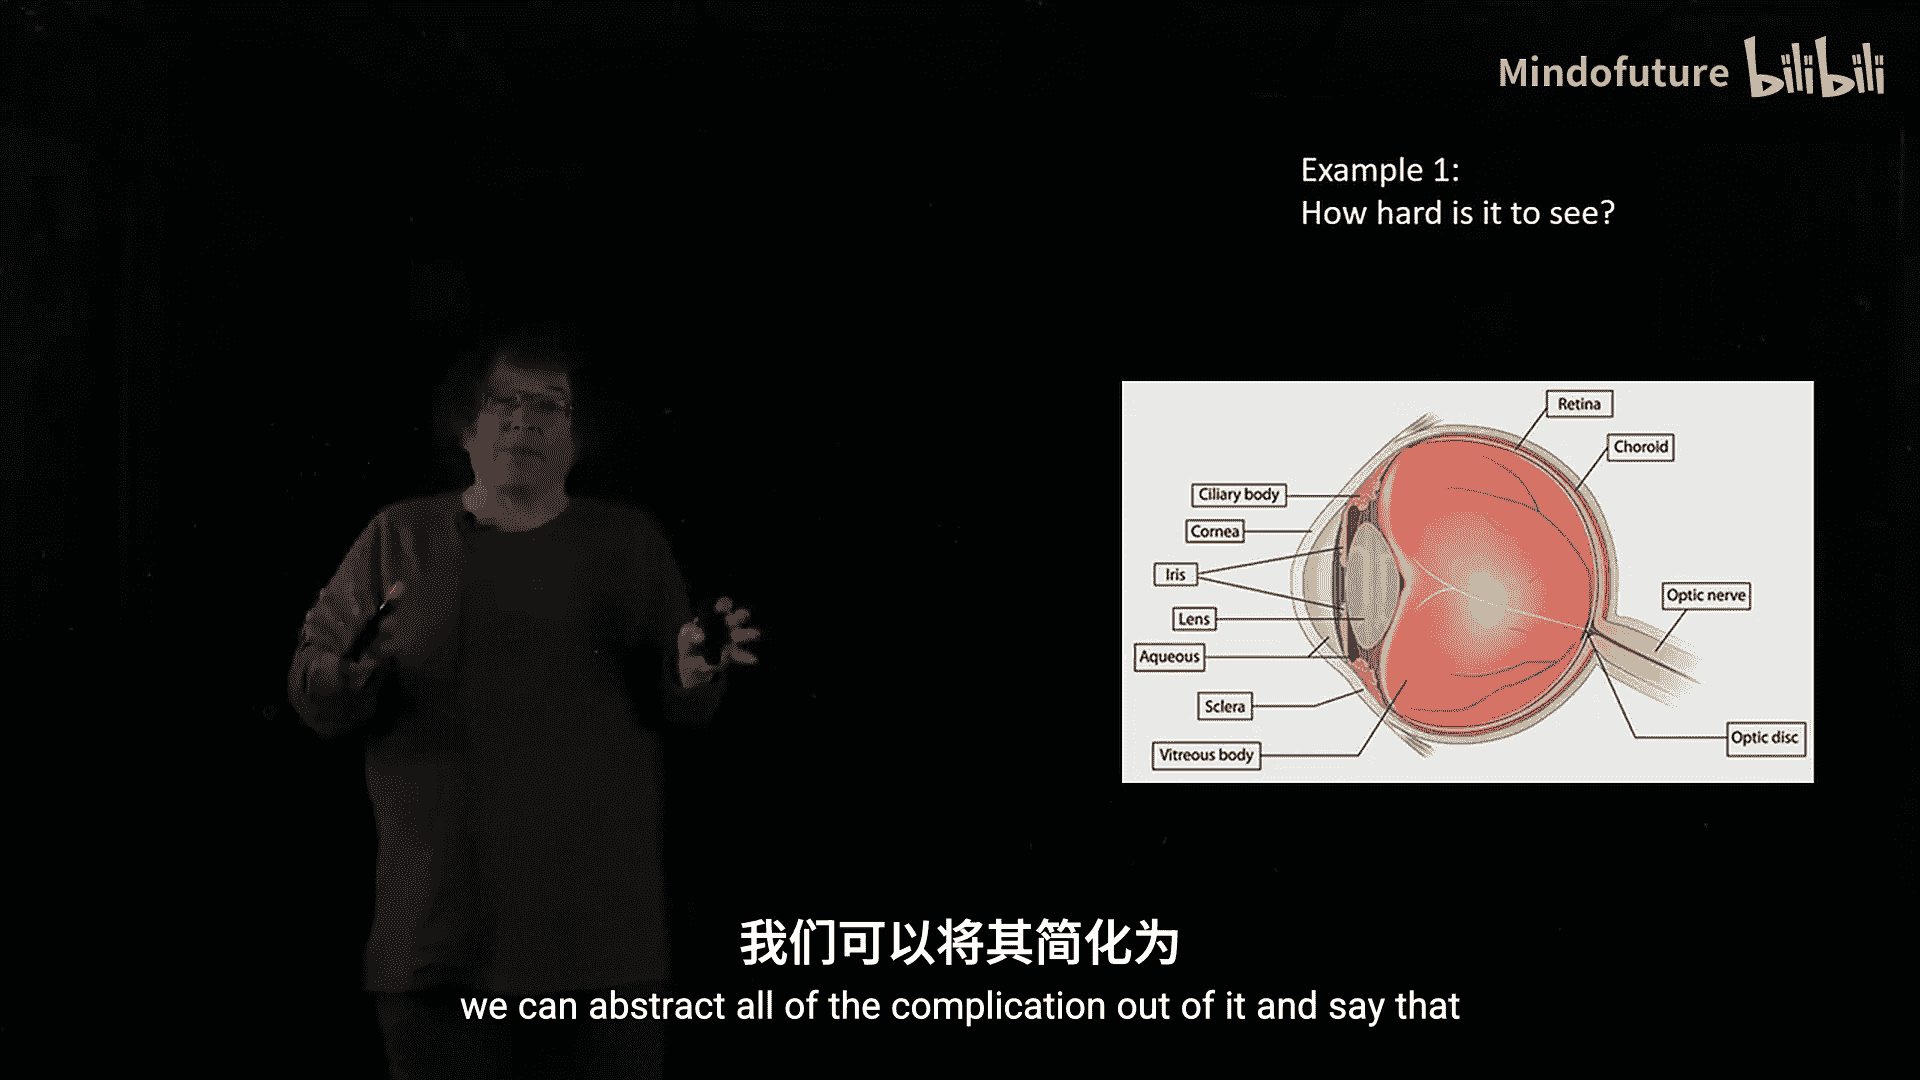 Mindofuture bilibili
Example 1:
How hard is it to see?
Retina
Choroid
Ciliary body
Cornea
Iris
Lens
Optic nerve
Aqueous
Sclera
Optic disc
Vitreous body
我们可以将其简化为
we can abstract all of the complication out of it and say that